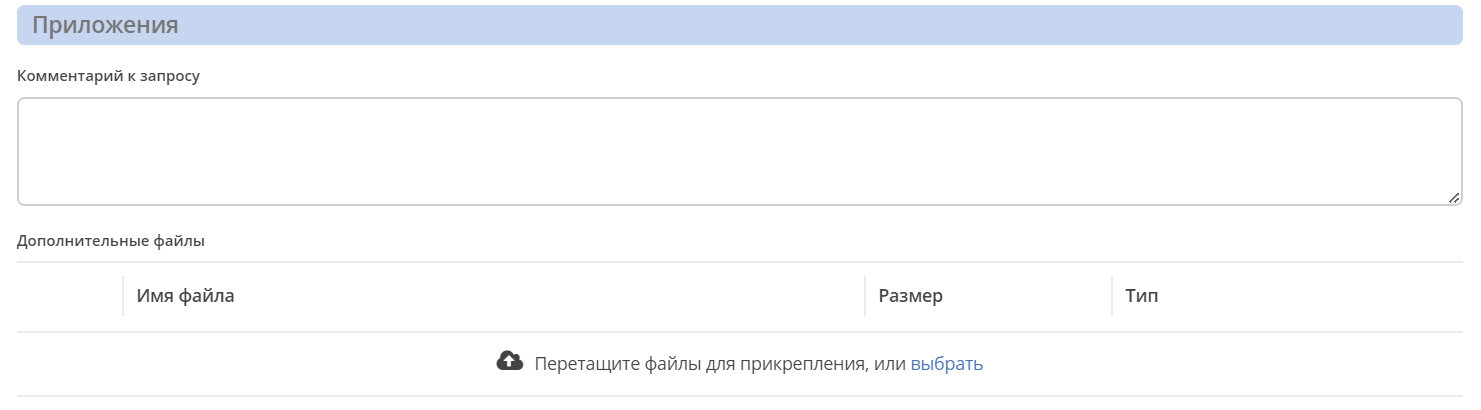 Приложения
Комментарий к запросу
Дополнительные файлы
Имя файла Размер Тип
Перетащите файлы для прикрепления, или выбрать